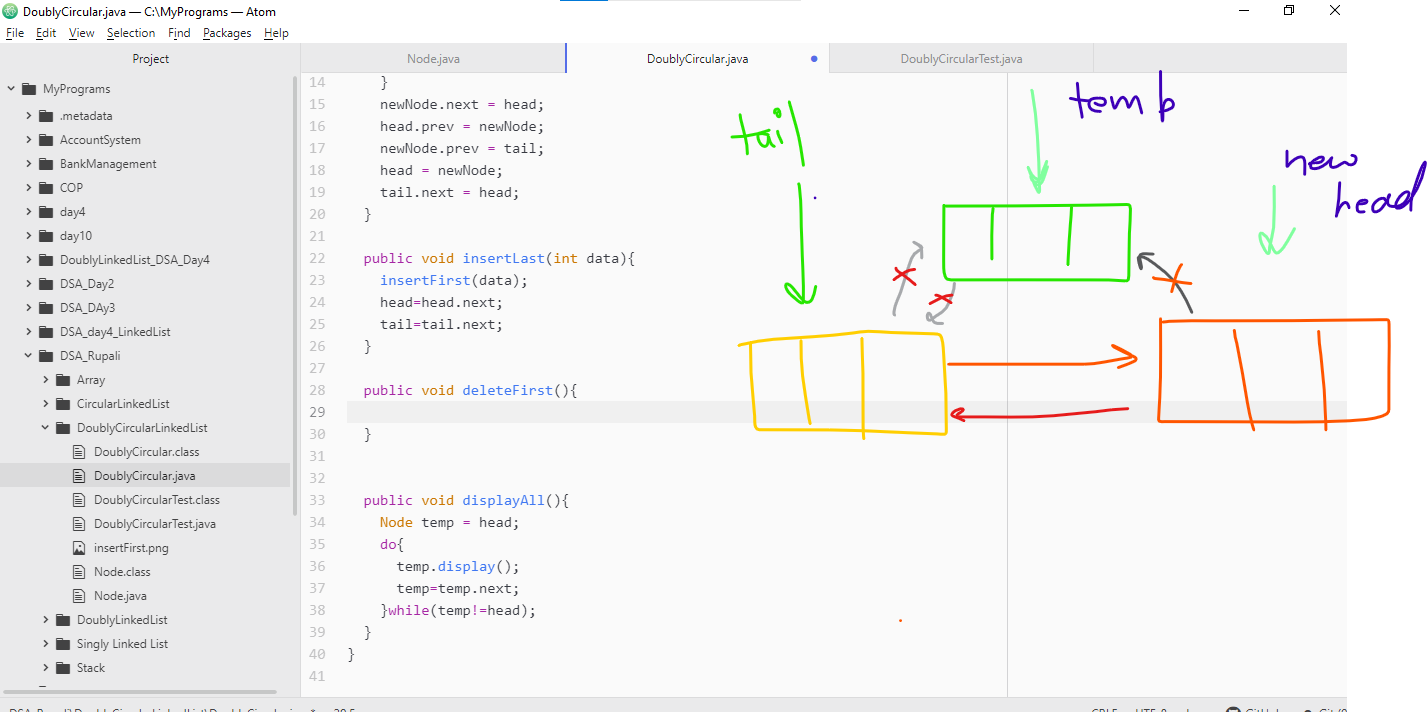 DoublyCircular.java — C:\MyPrograms — Atom
File Edit View Selection Find Packages Help
Project
Node.java
DoublyCircular.java
DoublyCircularTest.java
MyPrograms
.metadata
AccountSystem
BankManagement
COP
day4
day10
DoublyLinkedList_DSA_Day4
DSA_Day2
DSA_DAy3
DSA_day4_LinkedList
DSA_Rupali
Array
CircularLinkedList
DoublyCircularLinkedList
DoublyCircular.class
DoublyCircular.java
DoublyCircularTest.class
DoublyCircularTest.java
insertFirst.png
Node.class
Node.java
DoublyLinkedList
Singly Linked List
Stack
14 }
15 newNode.next = head;
16 head.prev = newNode;
17 newNode.prev = tail;
18 head = newNode;
19 tail.next = head;
20 }
21
22 public void insertLast(int data){
23 insertFirst(data);
24 head=head.next;
25 tail=tail.next;
26 }
27
28 public void deleteFirst(){
29
30 }
31
32
33 public void displayAll(){
34 Node temp = head;
35 do{
36 temp.display();
37 temp=temp.next;
38 }while(temp!=head);
39 }
40 }
41
tail
temp
new
head